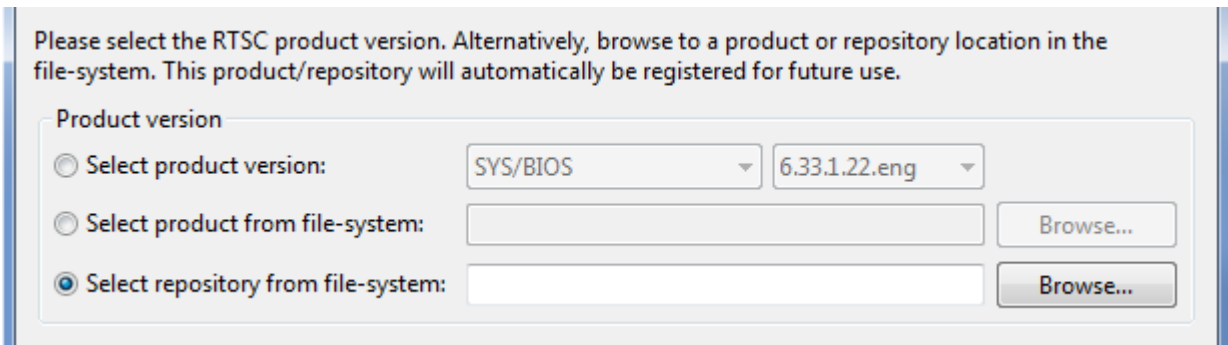 Please select the RTSC product version. Alternatively, browse to a product or repository location in the
file-system. This product/repository will automatically be registered for future use.
Product version
Select product version: SYS/BIOS 6.33.1.22.eng
Select product from file-system: Browse...
Select repository from file-system: Browse...